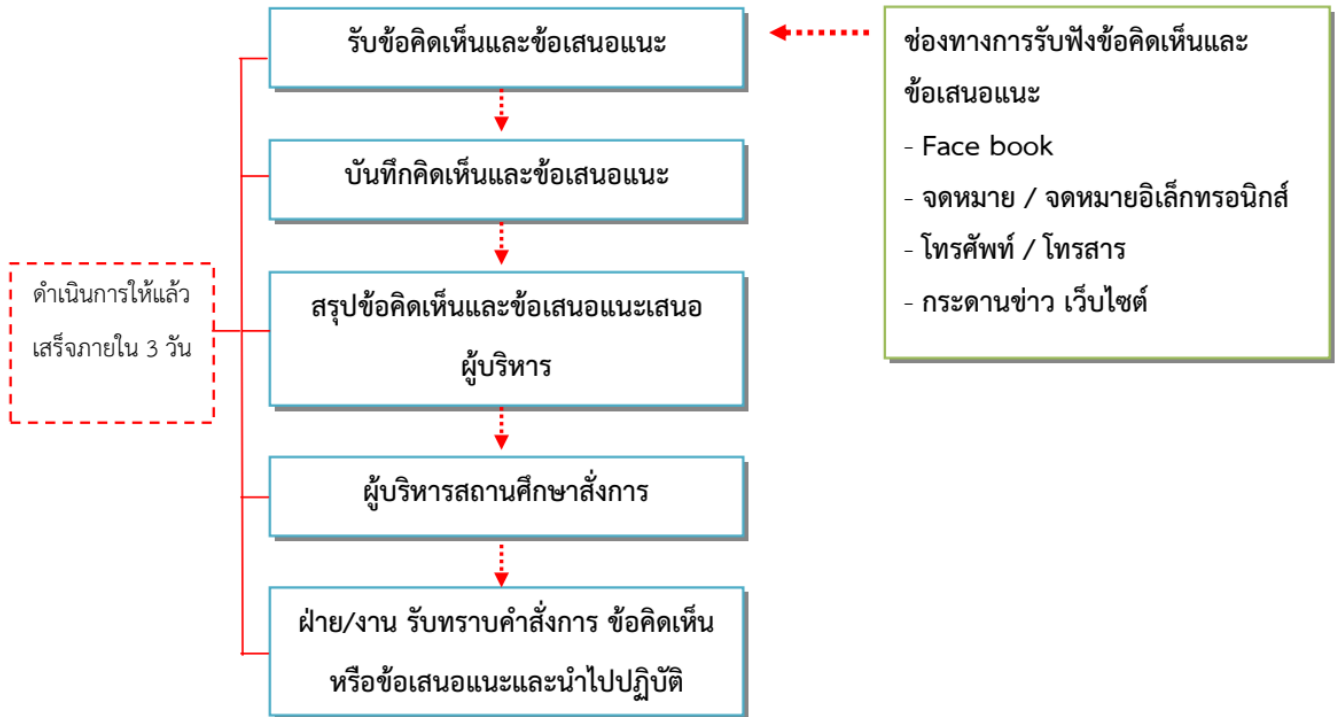 รับข้อคิดเห็นและข้อเสนอแนะ
บันทึกคิดเห็นและข้อเสนอแนะ
สรุปข้อคิดเห็นและข้อเสนอแนะเสนอ
ผู้บริหาร
ผู้บริหารสถานศึกษาสั่งการ
ฝ่าย/งาน รับทราบคำสั่งการ ข้อคิดเห็น
หรือข้อเสนอแนะและนำไปปฏิบัติ
ดำเนินการให้แล้ว
เสร็จภายใน 3 วัน
ช่องทางการรับฟังข้อคิดเห็นและ
ข้อเสนอแนะ
- Face book
- จดหมาย / จดหมายอิเล็กทรอนิกส์
- โทรศัพท์ / โทรสาร
- กระดานข่าว เว็บไซต์